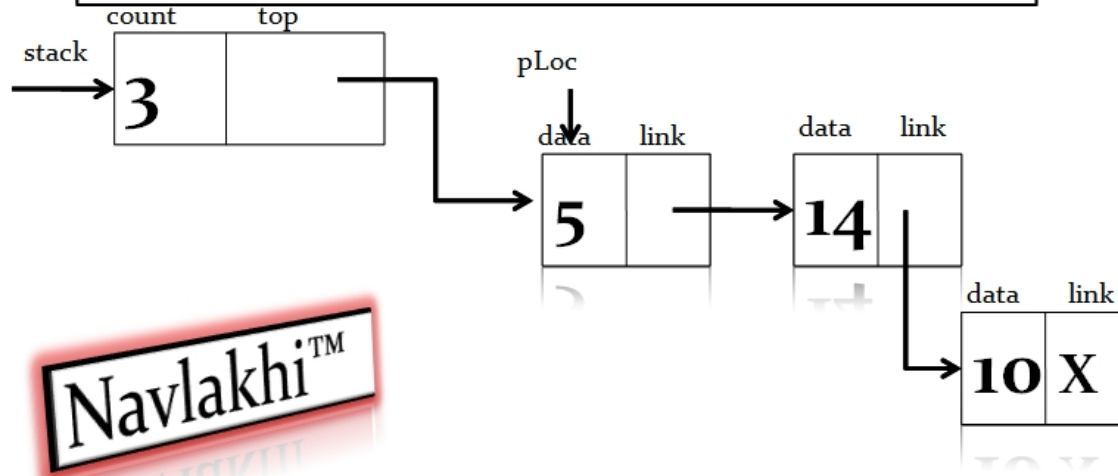 count top
stack
3
pLoc
data link
5
data link
14
data link
10 X
Navlakhi™